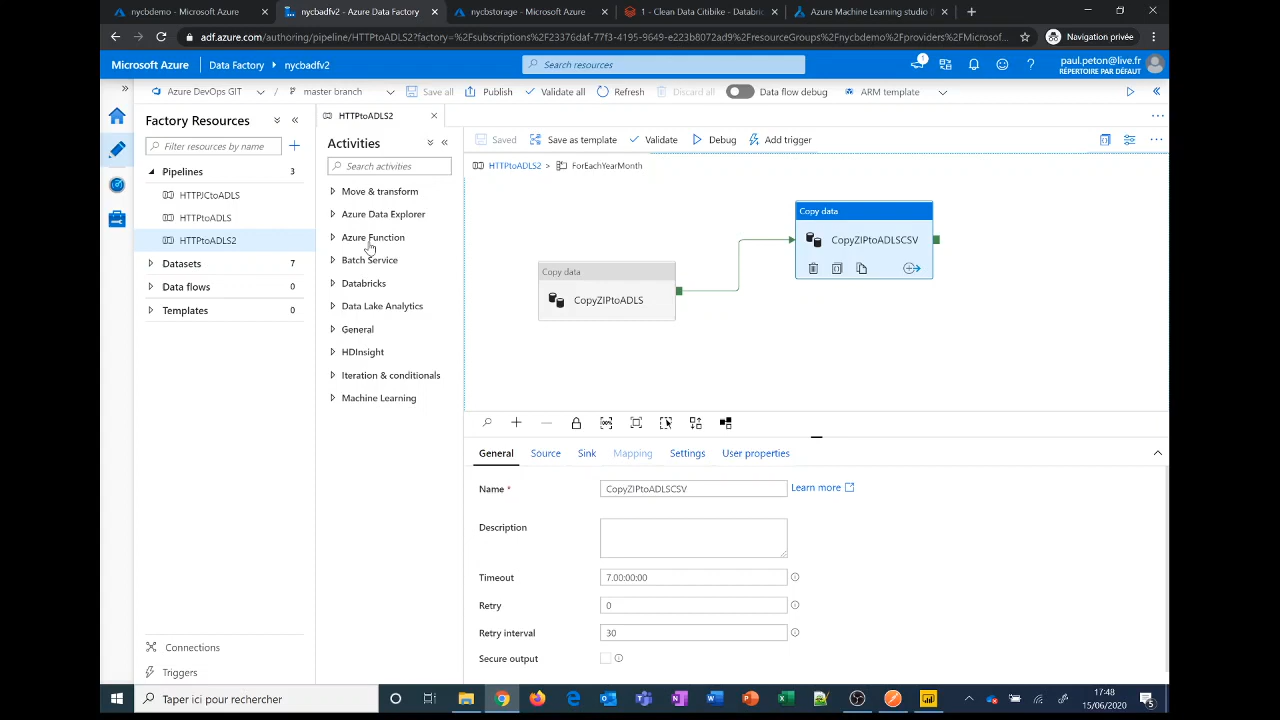 nycbdemo - Microsoft Azure
nycbadfv2 - Azure Data Factory
nycbstorage - Microsoft Azure
1 - Clean Data Citibike - Databric
Azure Machine Learning studio (
adf.azure.com/authoring/pipeline/HTTPtoADLS2?factory=%2Fsubscriptions%2F23376daf-77f3-4195-9649-e223b8072ad9%2FresourceGroups%2Fnycbdemo%2Fproviders%2FMicrosoft...
Navigation privée
Microsoft Azure
Data Factory
nycbadfv2
Search resources
1
paul.peton@live.fr
RÉPERTOIRE PAR DÉFAUT
Azure DevOps GIT
/
master branch
Save all
Publish
Validate all
Refresh
Discard all
Data flow debug
ARM template
Factory Resources
Filter resources by name
Pipelines
3
HTTPJCtoADLS
HTTPtoADLS
HTTPtoADLS2
Datasets
7
Data flows
0
Templates
0
Connections
Triggers
HTTPtoADLS2
Activities
Search activities
Move & transform
Azure Data Explorer
Azure Function
Batch Service
Databricks
Data Lake Analytics
General
HDInsight
Iteration & conditionals
Machine Learning
Saved
Save as template
Validate
Debug
Add trigger
HTTPtoADLS2 > ForEachYearMonth
Copy data
CopyZIPtoADLSCSV
Copy data
CopyZIPtoADLS
General
Source
Sink
Mapping
Settings
User properties
Name *
CopyZIPtoADLSCSV
Learn more
Description
Timeout
7.00:00:00
Retry
0
Retry interval
30
Secure output
Taper ici pour rechercher
17:48
15/06/2020
5